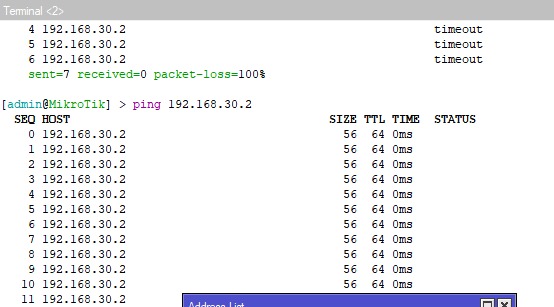 Terminal <2>
4 192.168.30.2 timeout
5 192.168.30.2 timeout
6 192.168.30.2 timeout
sent=7 received=0 packet-loss=100%
[admin@MikroTik] > ping 192.168.30.2
SEQ HOST SIZE TTL TIME STATUS
0 192.168.30.2 56 64 0ms
1 192.168.30.2 56 64 0ms
2 192.168.30.2 56 64 0ms
3 192.168.30.2 56 64 0ms
4 192.168.30.2 56 64 0ms
5 192.168.30.2 56 64 0ms
6 192.168.30.2 56 64 0ms
7 192.168.30.2 56 64 0ms
8 192.168.30.2 56 64 0ms
9 192.168.30.2 56 64 0ms
10 192.168.30.2 56 64 0ms
11 192.168.30.2
Address List